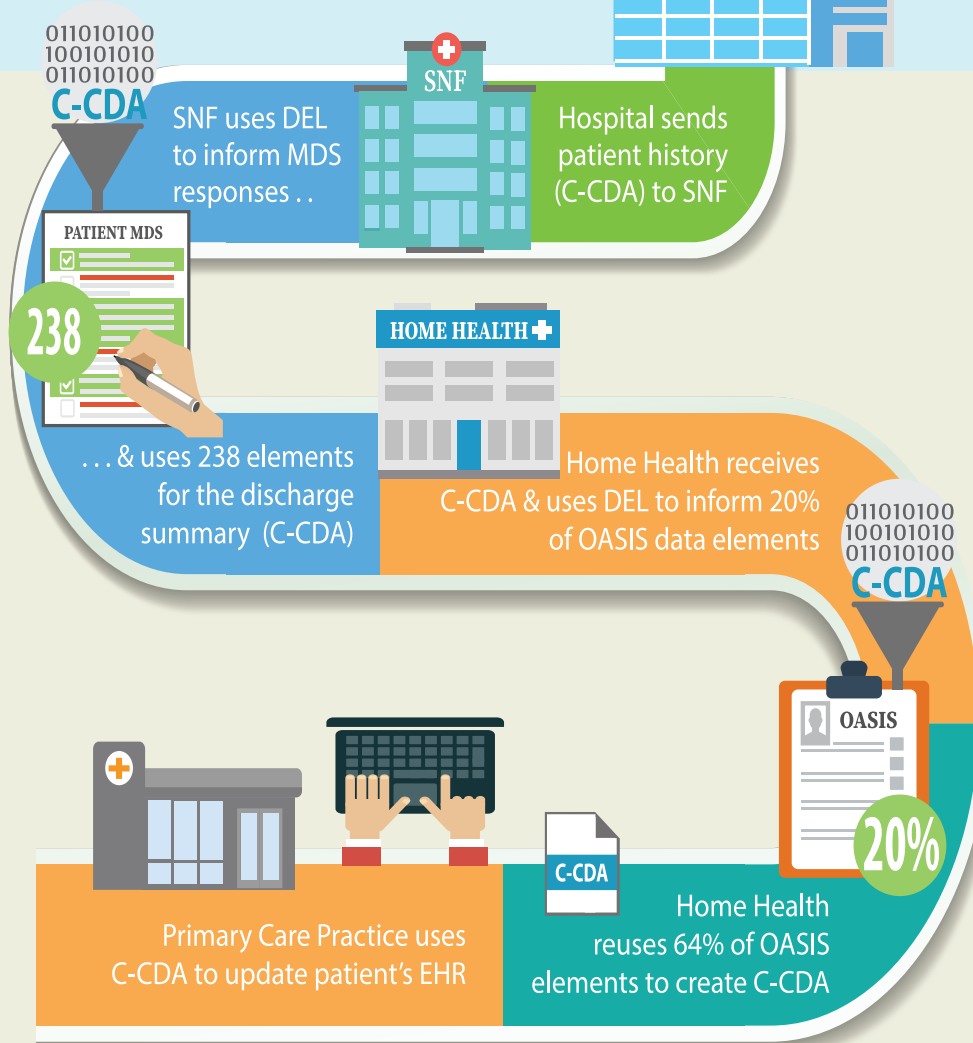 011010100
100101010
011010100
C-CDA
SNF
Hospital sends
patient history
(C-CDA) to SNF
SNF uses DEL
to inform MDS
responses . .
PATIENT MDS
238
. . . & uses 238 elements
for the discharge
summary (C-CDA)
HOME HEALTH
Home Health receives
C-CDA & uses DEL to inform 20%
of OASIS data elements
011010100
100101010
011010100
C-CDA
OASIS
20%
Home Health
reuses 64% of OASIS
elements to create C-CDA
C-CDA
Primary Care Practice uses
C-CDA to update patient’s EHR